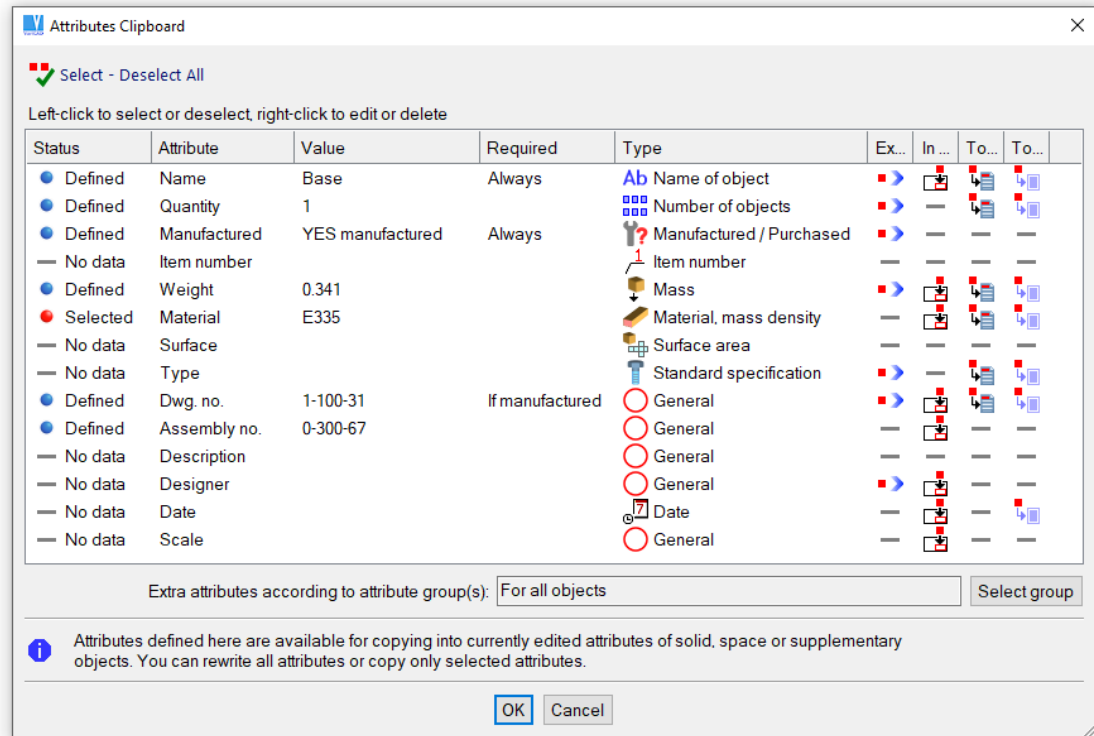 Attributes Clipboard
Select - Deselect All
Left-click to select or deselect, right-click to edit or delete
Status Attribute Value Required Type Ex... In ... To... To...
Defined Name Base Always Ab Name of object
Defined Quantity 1 Number of objects
Defined Manufactured YES manufactured Always ? Manufactured / Purchased
No data Item number 1 Item number
Defined Weight 0.341 Mass
Selected Material E335 Material, mass density
No data Surface Surface area
No data Type Standard specification
Defined Dwg. no. 1-100-31 If manufactured General
Defined Assembly no. 0-300-67 General
No data Description General
No data Designer General
No data Date 7 Date
No data Scale General
Extra attributes according to attribute group(s): For all objects Select group
Attributes defined here are available for copying into currently edited attributes of solid, space or supplementary
objects. You can rewrite all attributes or copy only selected attributes.
OK Cancel